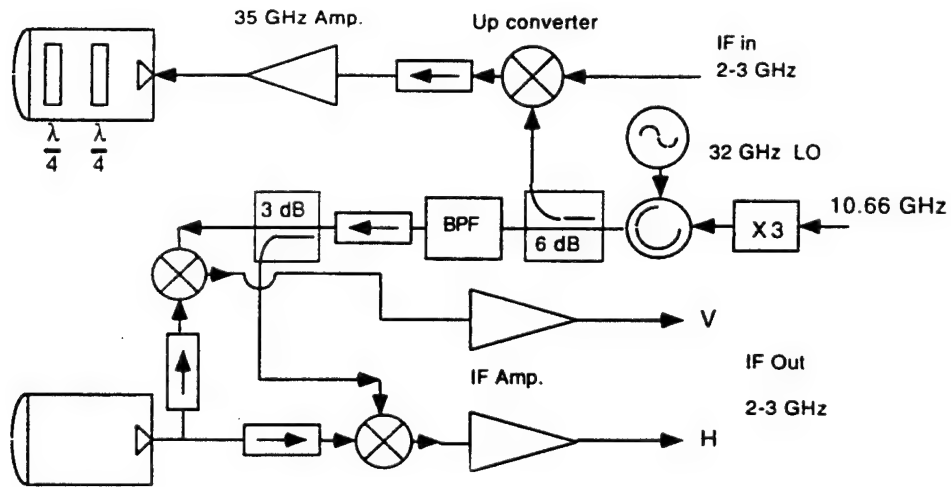 35 GHz Amp.
Up converter
IF in
2-3 GHz
λ/4 λ/4
32 GHz LO
3 dB
BPF
6 dB
X3
10.66 GHz
V
IF Amp.
IF Out
2-3 GHz
H